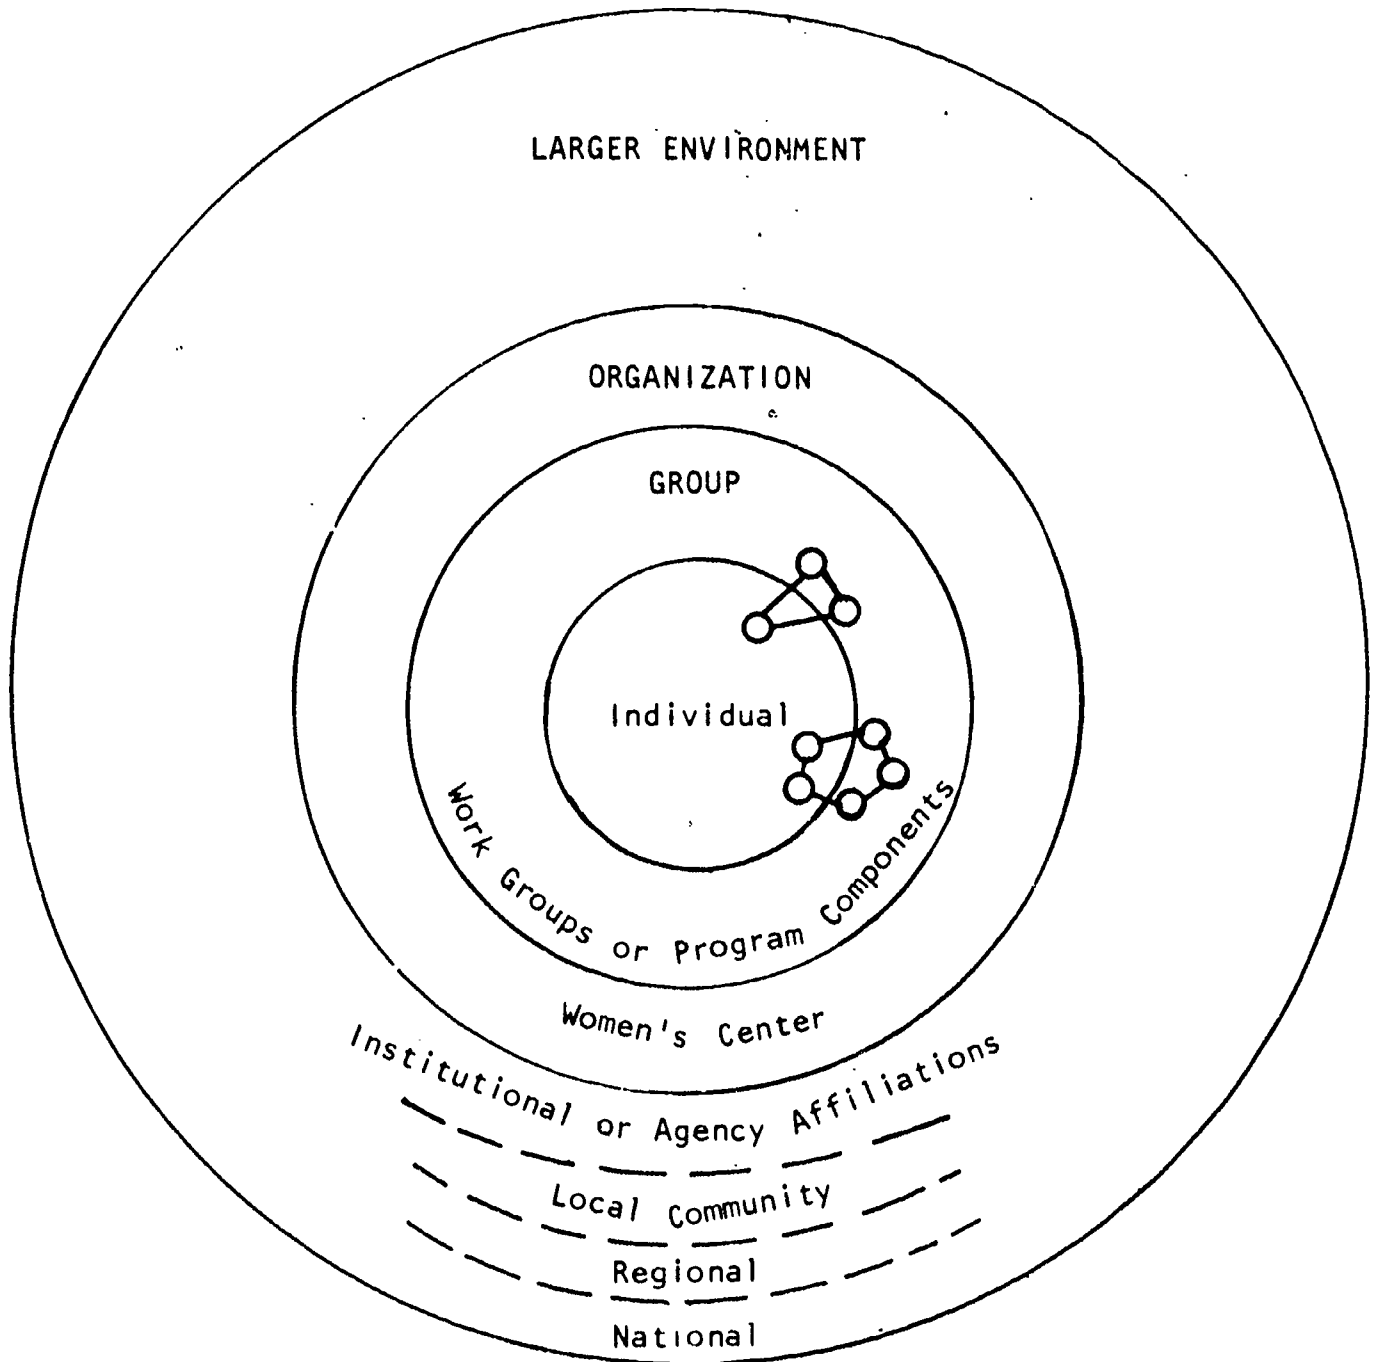 LARGER ENVIRONMENT
ORGANIZATION
GROUP
Individual
Work Groups or Program Components
Women's Center
Institutional or Agency Affiliations
Local Community
Regional
National